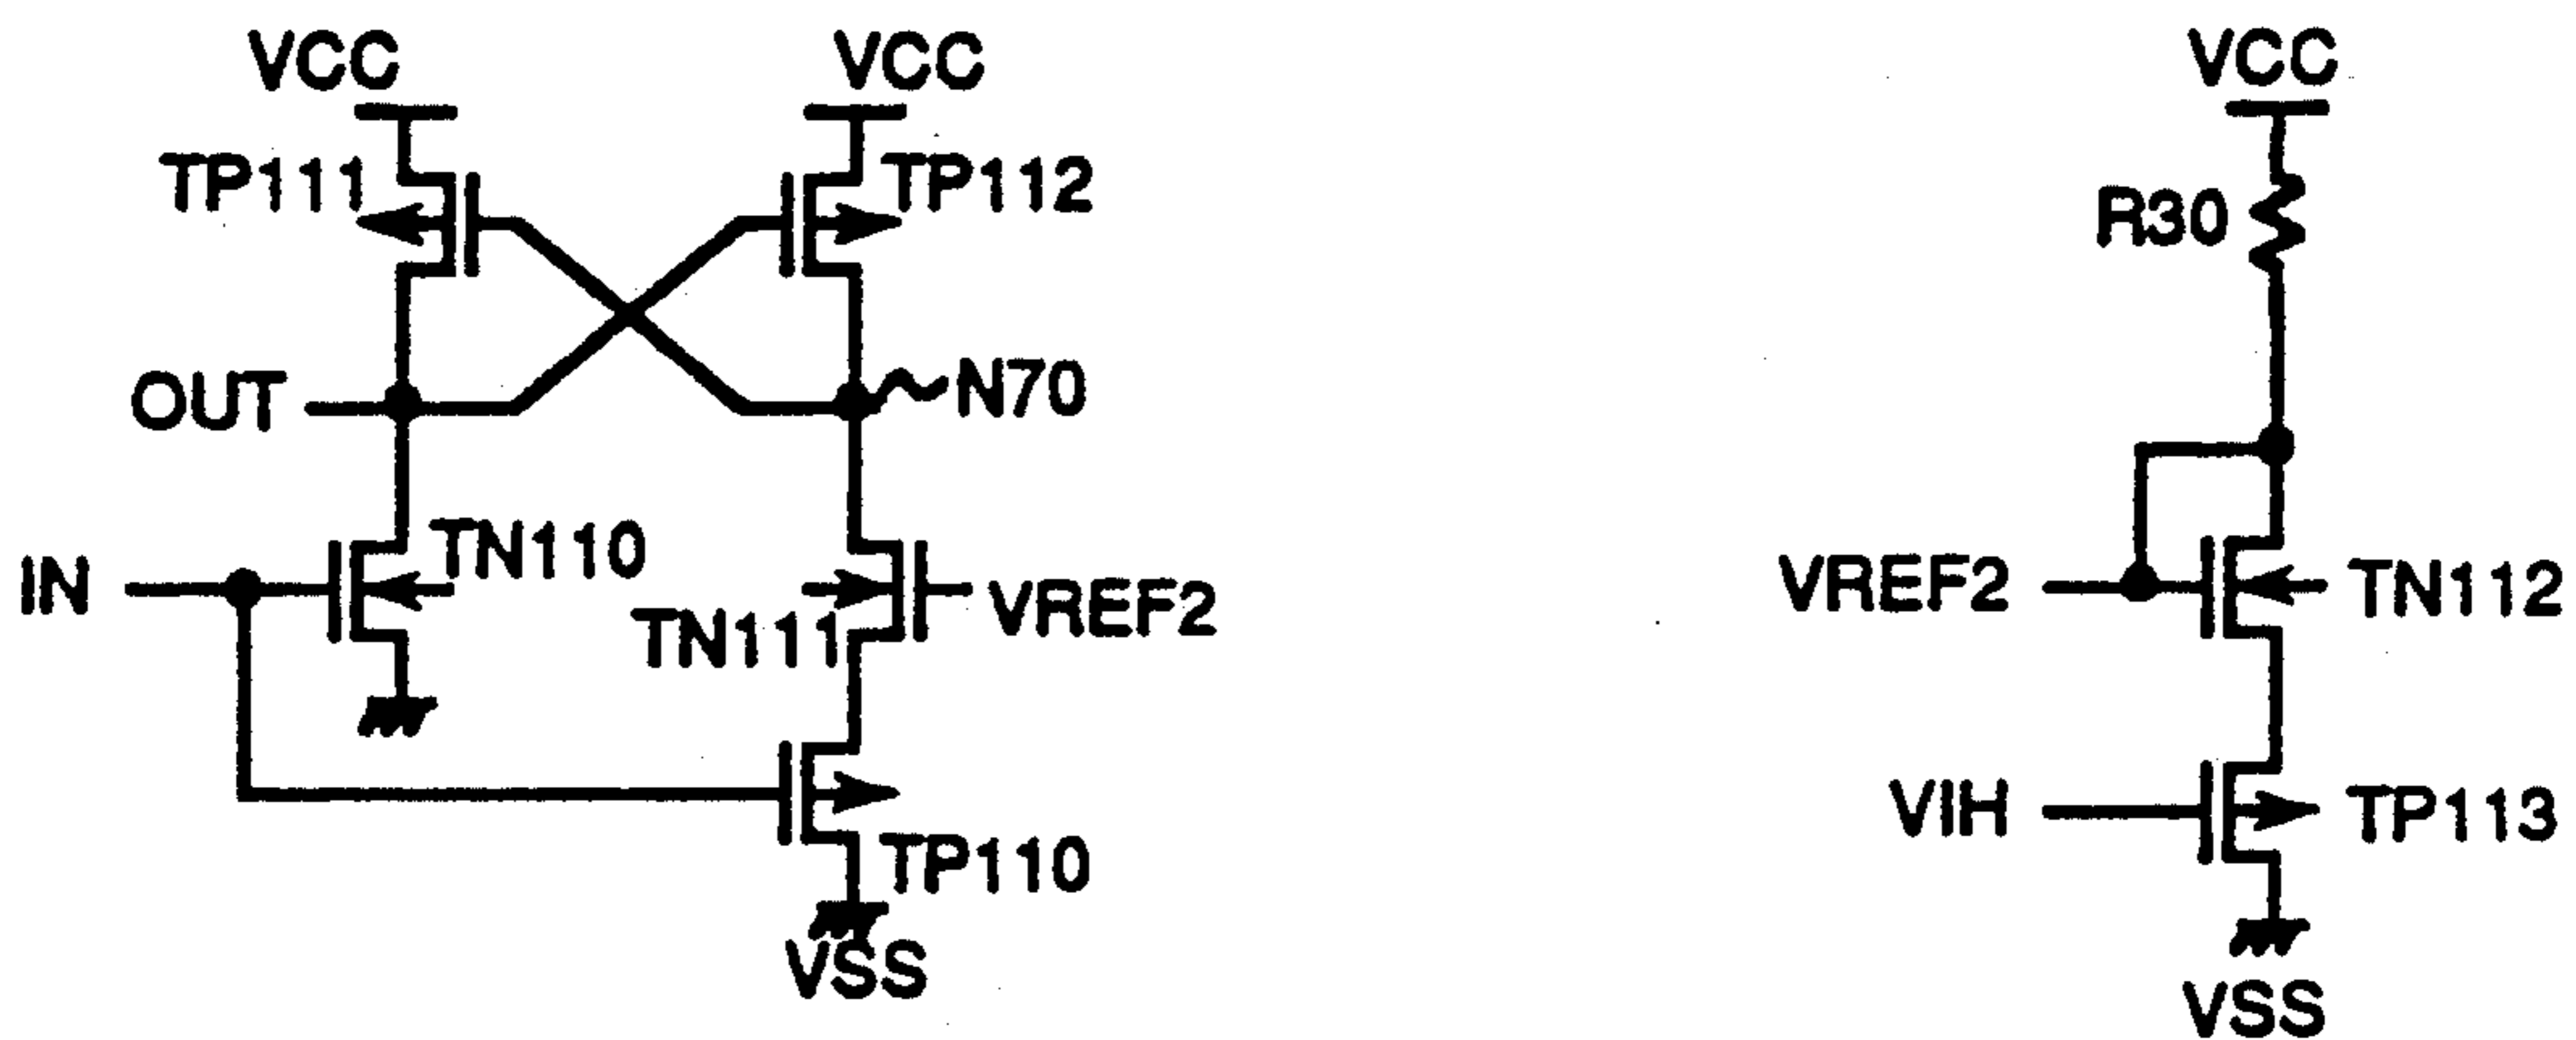 VCC
VCC
VCC
TP111
TP112
R30
OUT
N70
IN
TN110
TN111
VREF2
VREF2
TN112
VIH
TP113
TP110
VSS
VSS